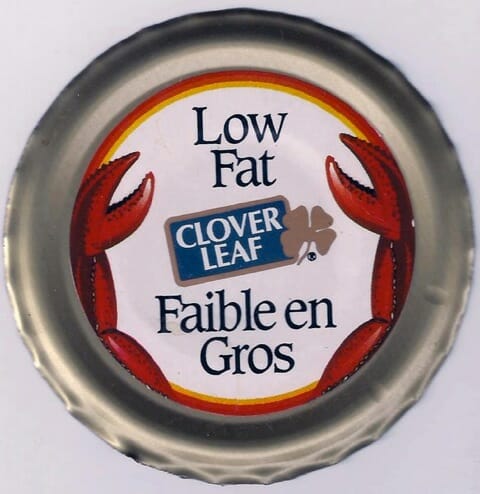 Low
Fat
CLOVER
LEAF
Faible en
Gros